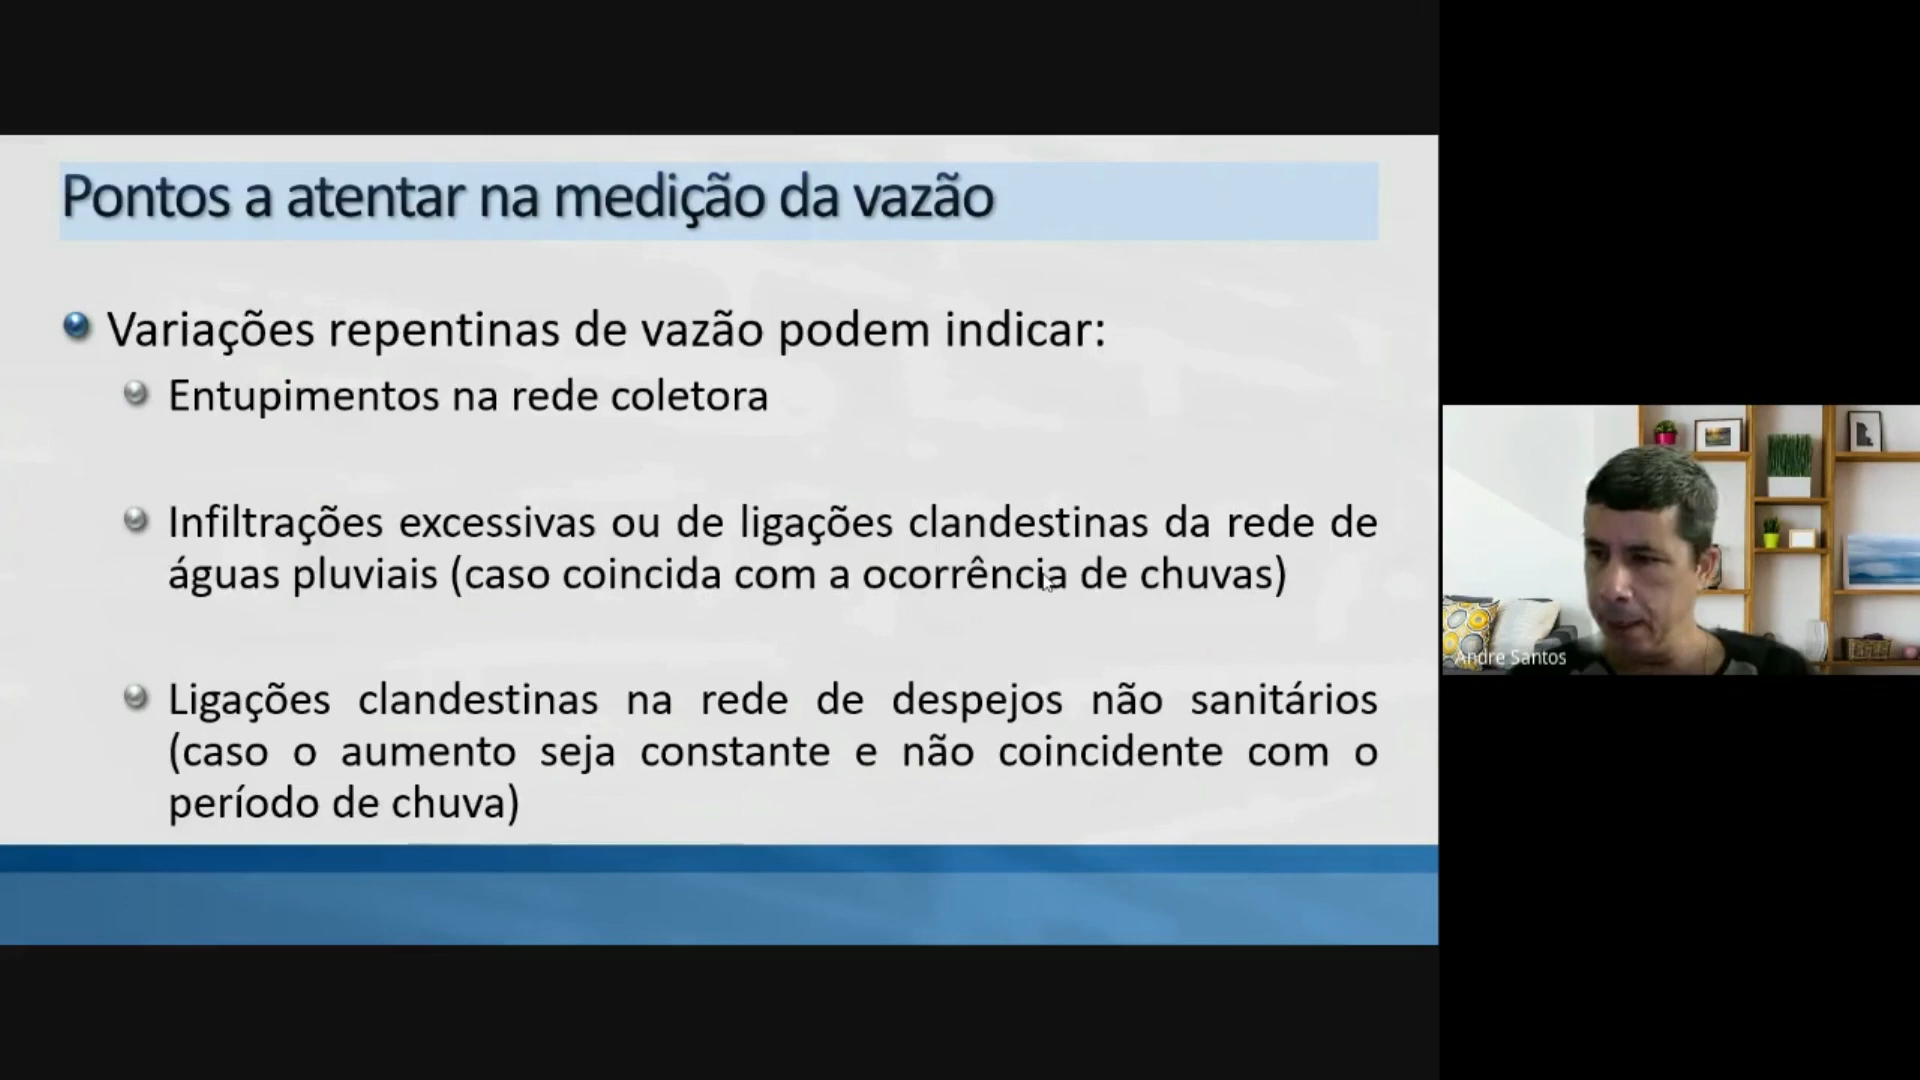 Pontos a atentar na medição da vazão
Variações repentinas de vazão podem indicar:
Entupimentos na rede coletora
Infiltrações excessivas ou de ligações clandestinas da rede de
águas pluviais (caso coincida com a ocorrência de chuvas)
Ligações clandestinas na rede de despejos não sanitários
(caso o aumento seja constante e não coincidente com o
período de chuva)
Andre Santos